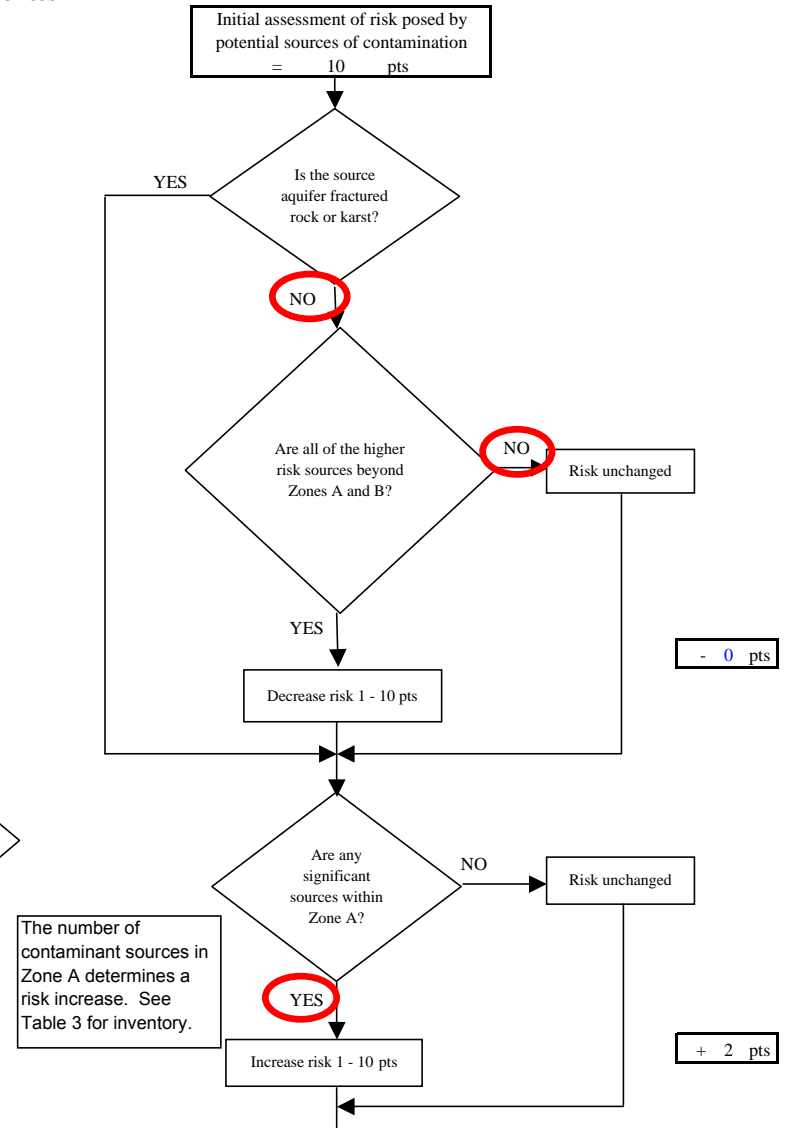 Initial assessment of risk posed by
potential sources of contamination
= 10 pts
Is the source
aquifer fractured
rock or karst?
YES
NO
Are all of the higher
risk sources beyond
Zones A and B?
NO
Risk unchanged
YES
- 0 pts
Decrease risk 1 - 10 pts
Are any
significant
sources within
Zone A?
NO
Risk unchanged
The number of
contaminant sources in
Zone A determines a
risk increase. See
Table 3 for inventory.
YES
Increase risk 1 - 10 pts
+ 2 pts